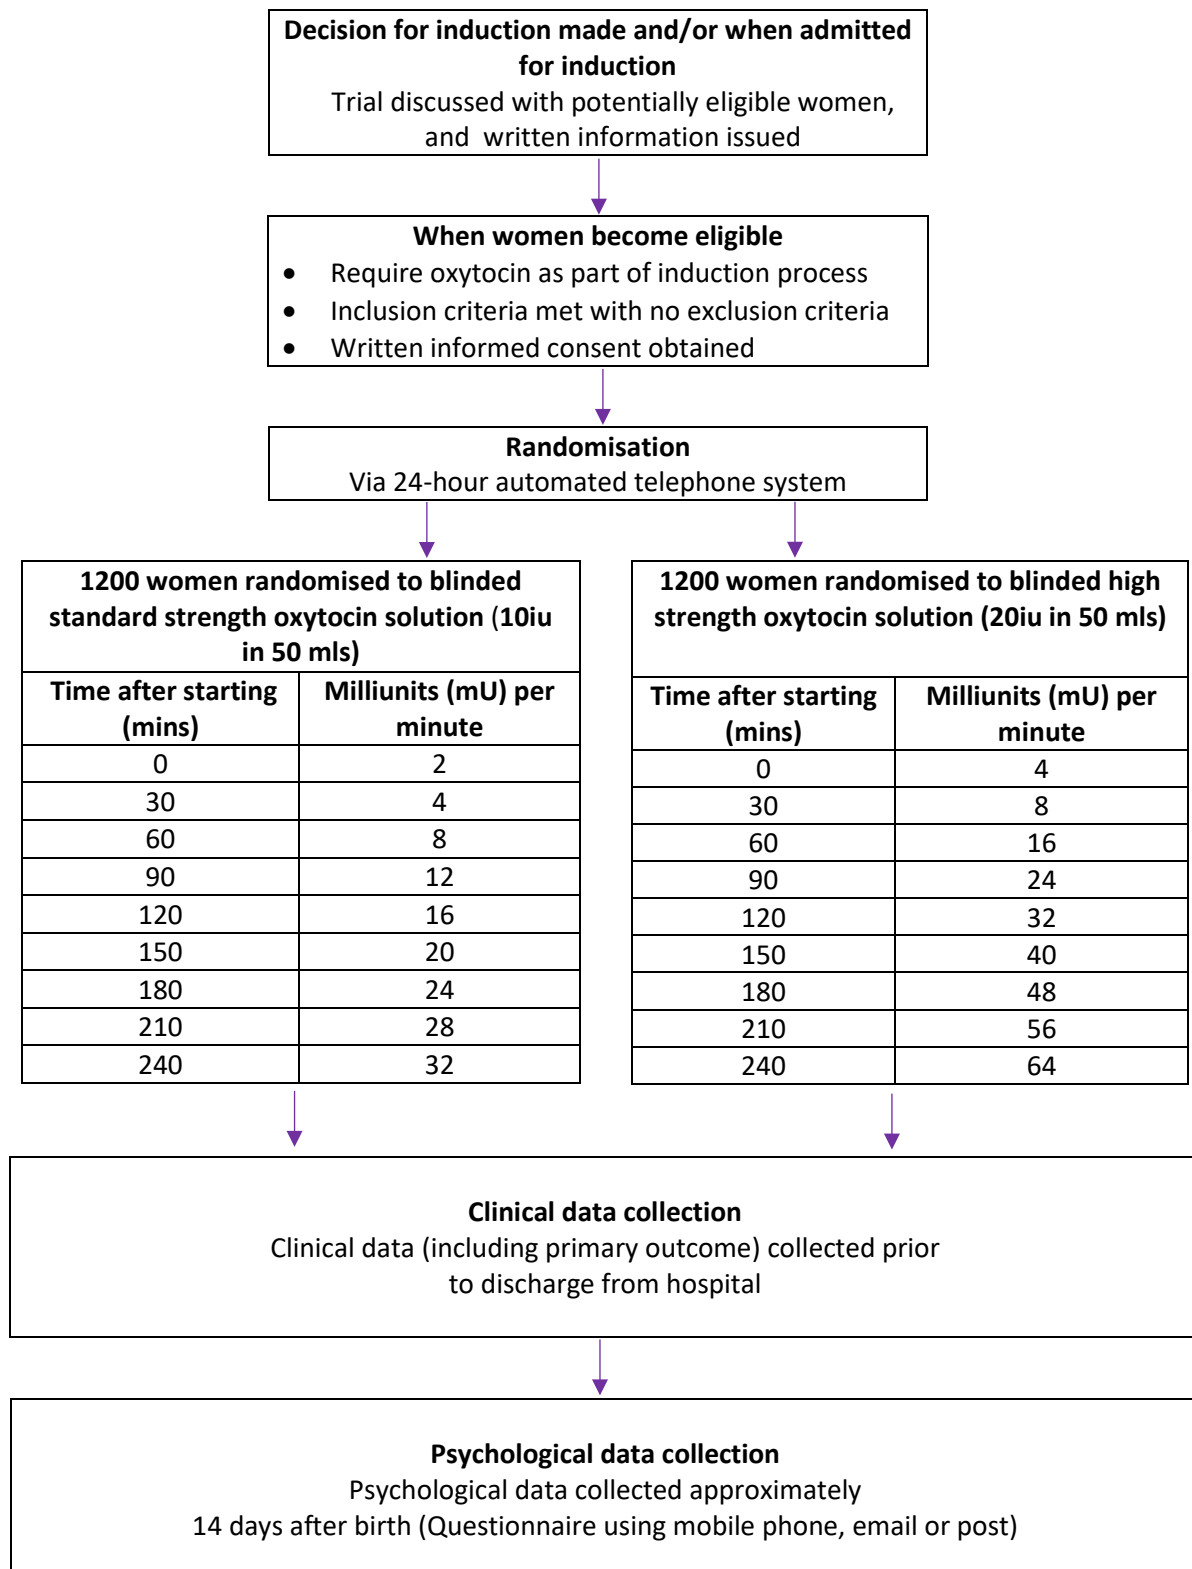 Decision for induction made and/or when admitted
for induction
Trial discussed with potentially eligible women,
and written information issued
When women become eligible
• Require oxytocin as part of induction process
• Inclusion criteria met with no exclusion criteria
• Written informed consent obtained
Randomisation
Via 24-hour automated telephone system
1200 women randomised to blinded
standard strength oxytocin solution (10iu
in 50 mls)
Time after starting
(mins)
Milliunits (mU) per
minute
0 2
30 4
60 8
90 12
120 16
150 20
180 24
210 28
240 32
1200 women randomised to blinded high
strength oxytocin solution (20iu in 50 mls)
Time after starting
(mins)
Milliunits (mU) per
minute
0 4
30 8
60 16
90 24
120 32
150 40
180 48
210 56
240 64
Clinical data collection
Clinical data (including primary outcome) collected prior
to discharge from hospital
Psychological data collection
Psychological data collected approximately
14 days after birth (Questionnaire using mobile phone, email or post)